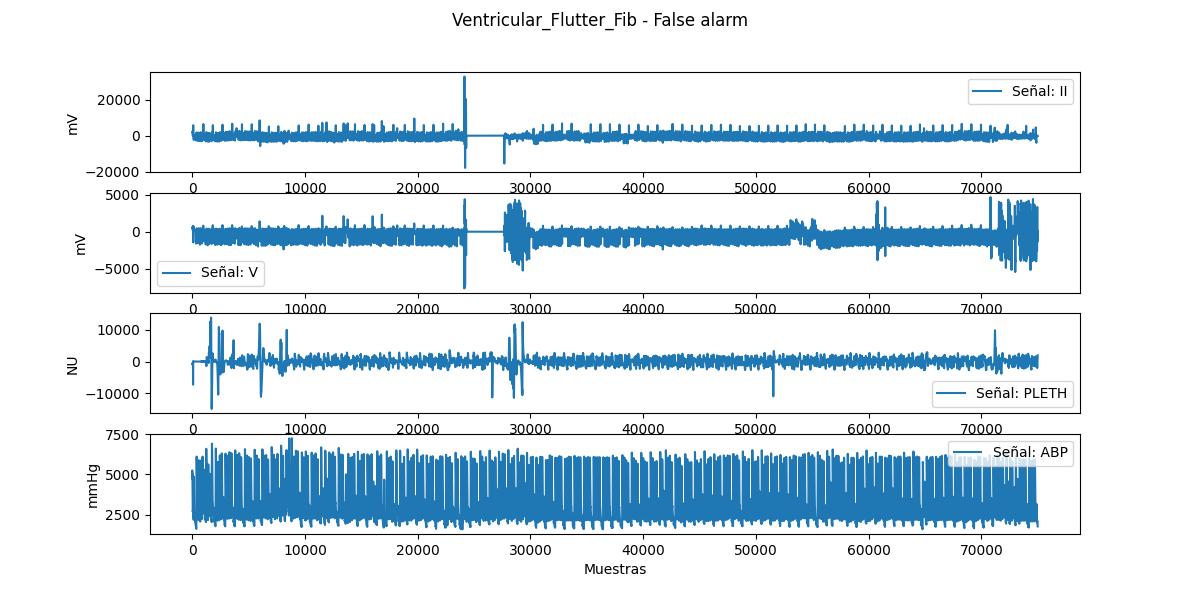 Ventricular_Flutter_Fib - False alarm
20000
0
−20000
mV
Señal: II
0 10000 20000 30000 40000 50000 60000 70000
5000
0
−5000
mV
Señal: V
0 10000 20000 30000 40000 50000 60000 70000
10000
0
−10000
NU
Señal: PLETH
0 10000 20000 30000 40000 50000 60000 70000
7500
5000
2500
mmHg
Señal: ABP
0 10000 20000 30000 40000 50000 60000 70000
Muestras